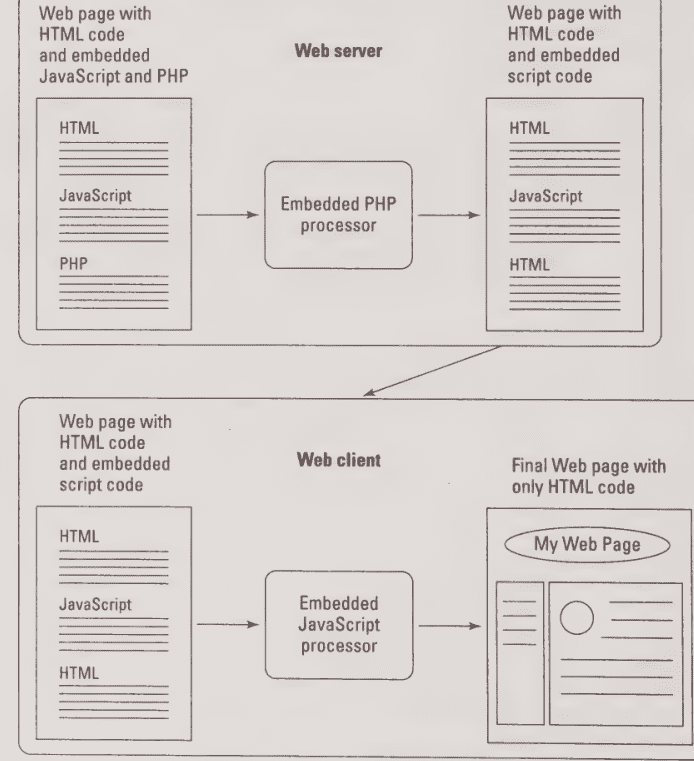 Web page with
HTML code
and embedded
JavaScript and PHP
Web server
Web page with
HTML code
and embedded
script code
HTML
JavaScript
PHP
Embedded PHP
processor
HTML
JavaScript
HTML
Web page with
HTML code
and embedded
script code
Web client
Final Web page with
only HTML code
HTML
JavaScript
HTML
Embedded
JavaScript
processor
My Web Page